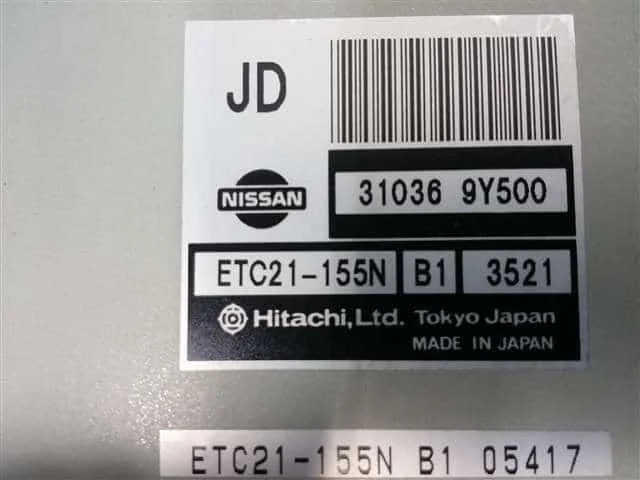 JD
NISSAN
31036 9Y500
ETC21-155N B1 3521
Hitachi, Ltd. Tokyo Japan
MADE IN JAPAN
ETC21-155N B1 05417